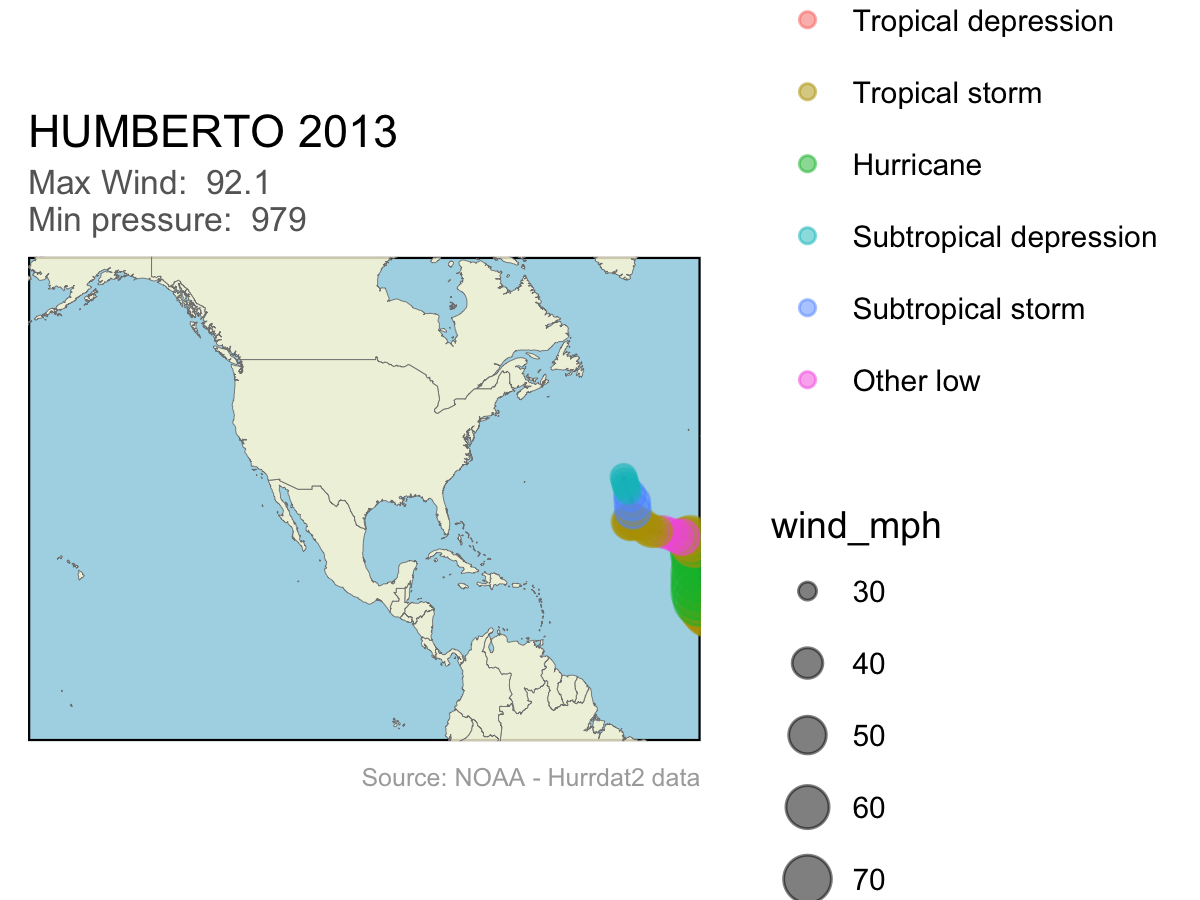 HUMBERTO 2013
Max Wind: 92.1
Min pressure: 979
Source: NOAA - Hurrdat2 data
Tropical depression
Tropical storm
Hurricane
Subtropical depression
Subtropical storm
Other low
wind_mph
30
40
50
60
70